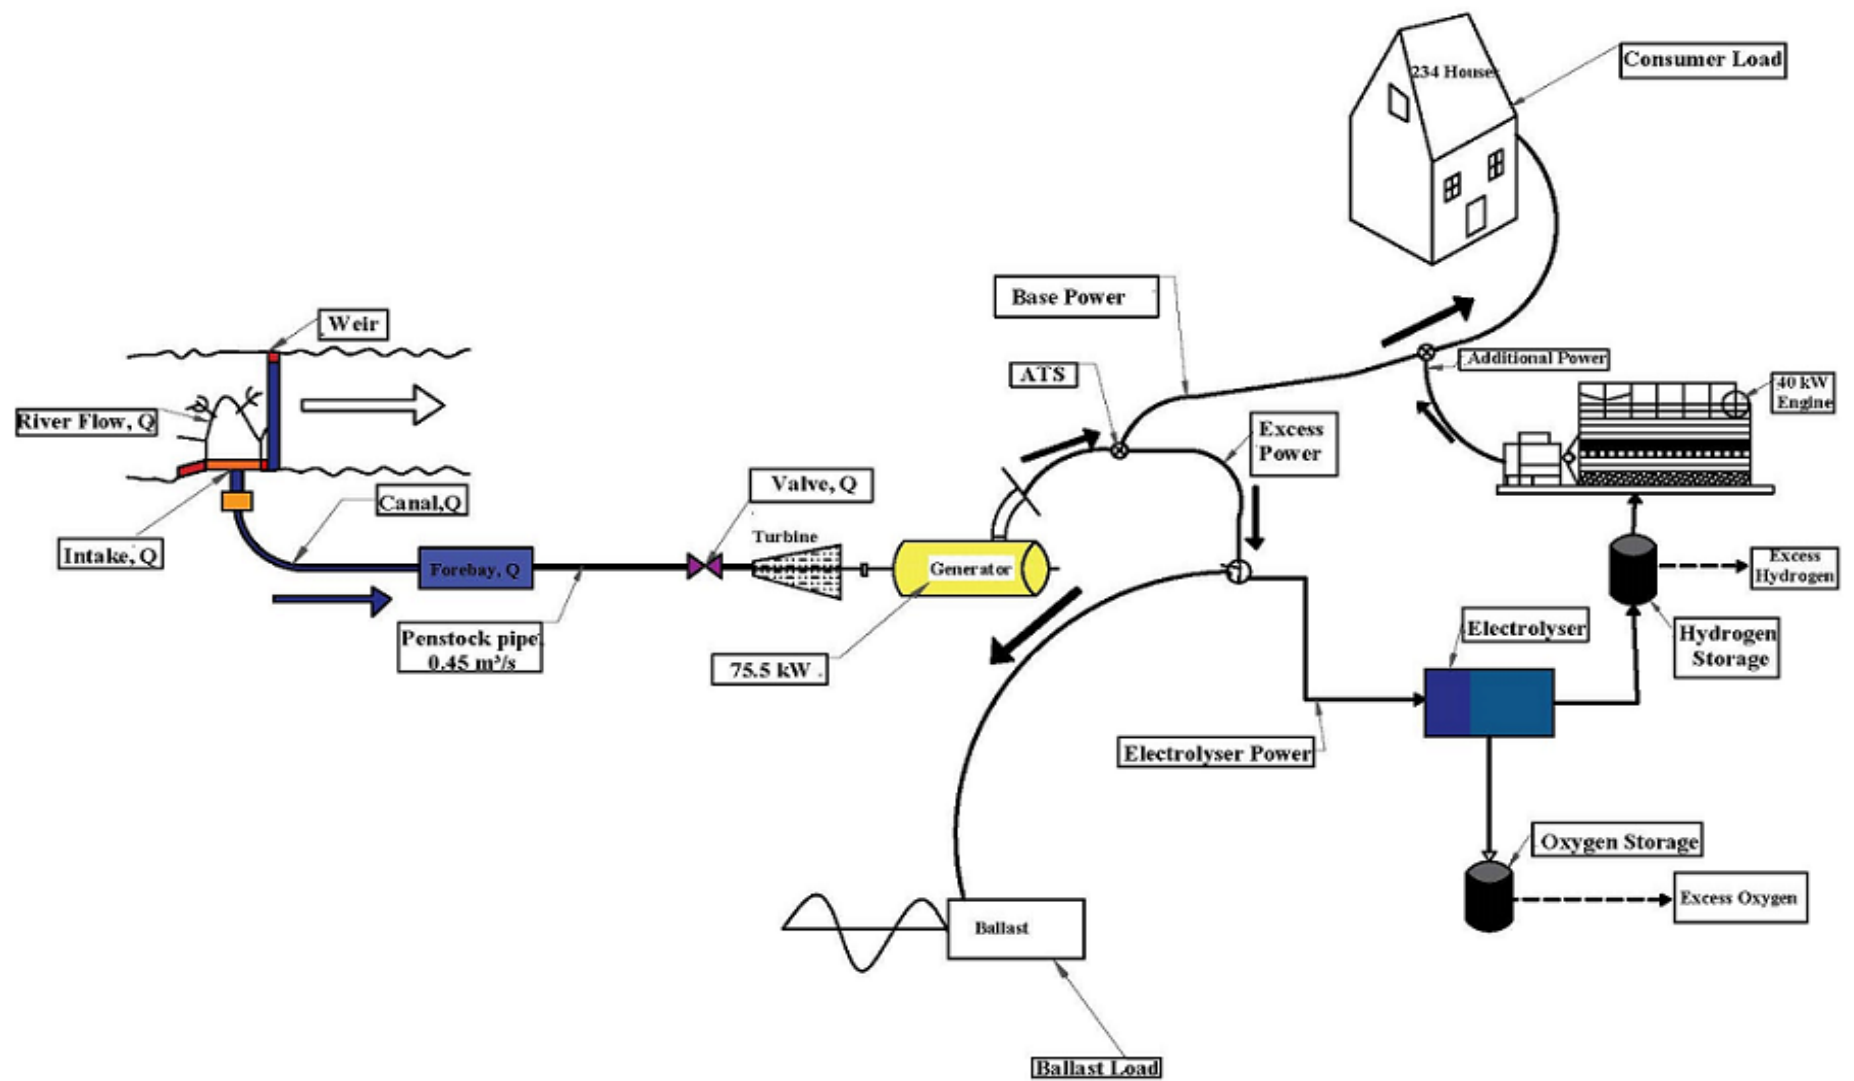 234 Houses
Consumer Load
Base Power
Weir
ATS
Additional Power
40 kW
Engine
River Flow, Q
Excess
Power
Valve, Q
Canal,Q
Turbine
Intake, Q
Forebay, Q
Generator
Excess
Hydrogen
Penstock pipe
0.45 m³/s
75.5 kW .
Electrolyser
Hydrogen
Storage
Electrolyser Power
Oxygen Storage
Excess Oxygen
Ballast
Ballast Load